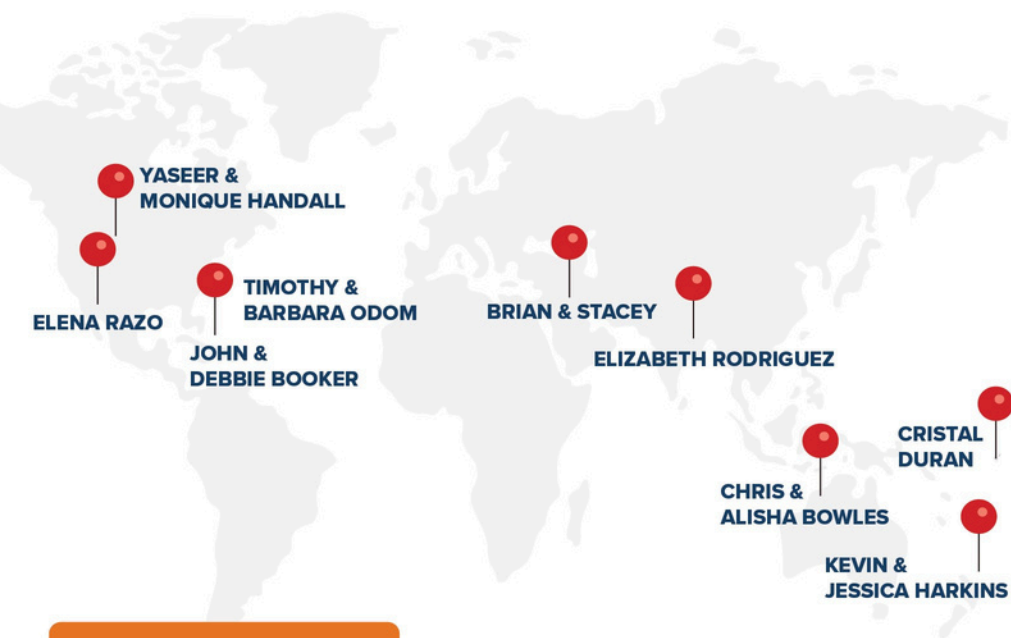 YASEER &
MONIQUE HANDALL
ELENA RAZO
TIMOTHY &
BARBARA ODOM
JOHN &
DEBBIE BOOKER
BRIAN & STACEY
ELIZABETH RODRIGUEZ
CRISTAL
DURAN
CHRIS &
ALISHA BOWLES
KEVIN &
JESSICA HARKINS